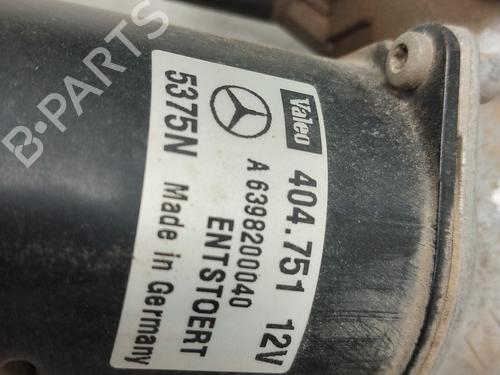 Valeo 404.751 12V
A 6398200040
ENTSTOERT
5375N Made in Germany
B-PARTS